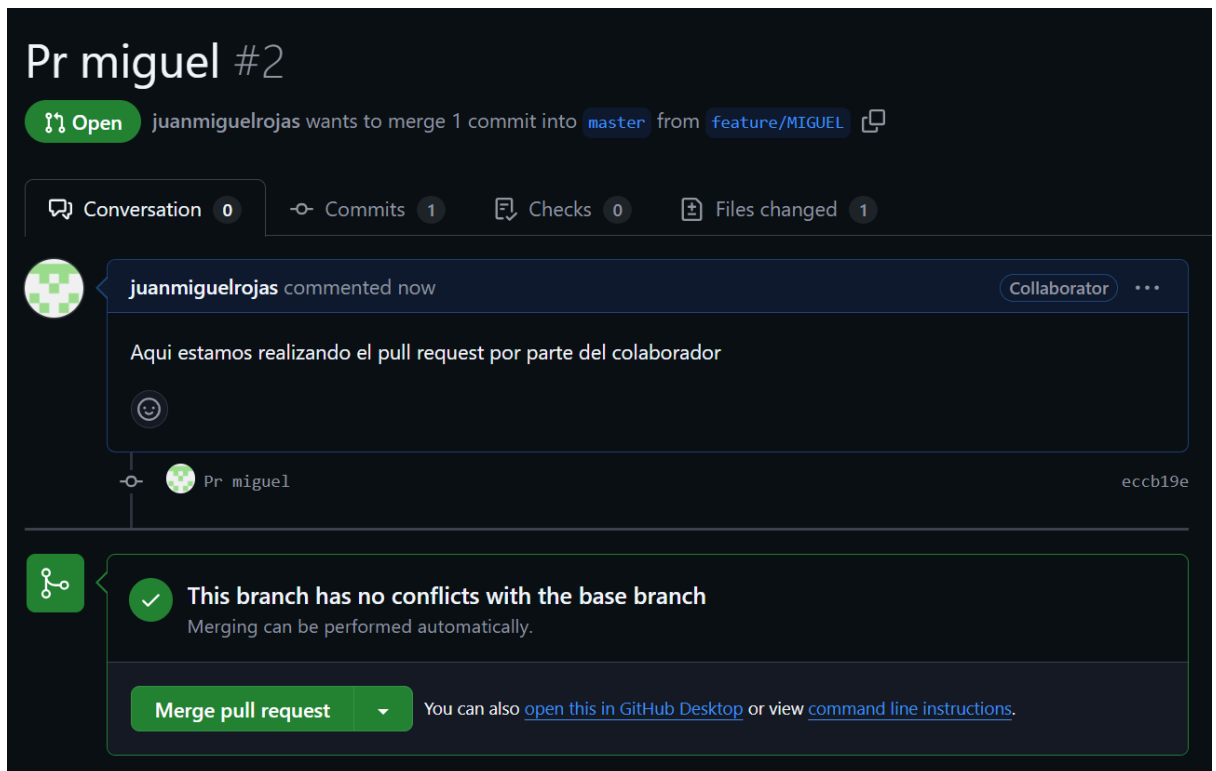 Pr miguel #2
Open juanmiguelrojas wants to merge 1 commit into master from feature/MIGUEL
Conversation 0 Commits 1 Checks 0 Files changed 1
juanmiguelrojas commented now Collaborator ...
Aqui estamos realizando el pull request por parte del colaborador
Pr miguel eccb19e
This branch has no conflicts with the base branch
Merging can be performed automatically.
Merge pull request You can also open this in GitHub Desktop or view command line instructions.